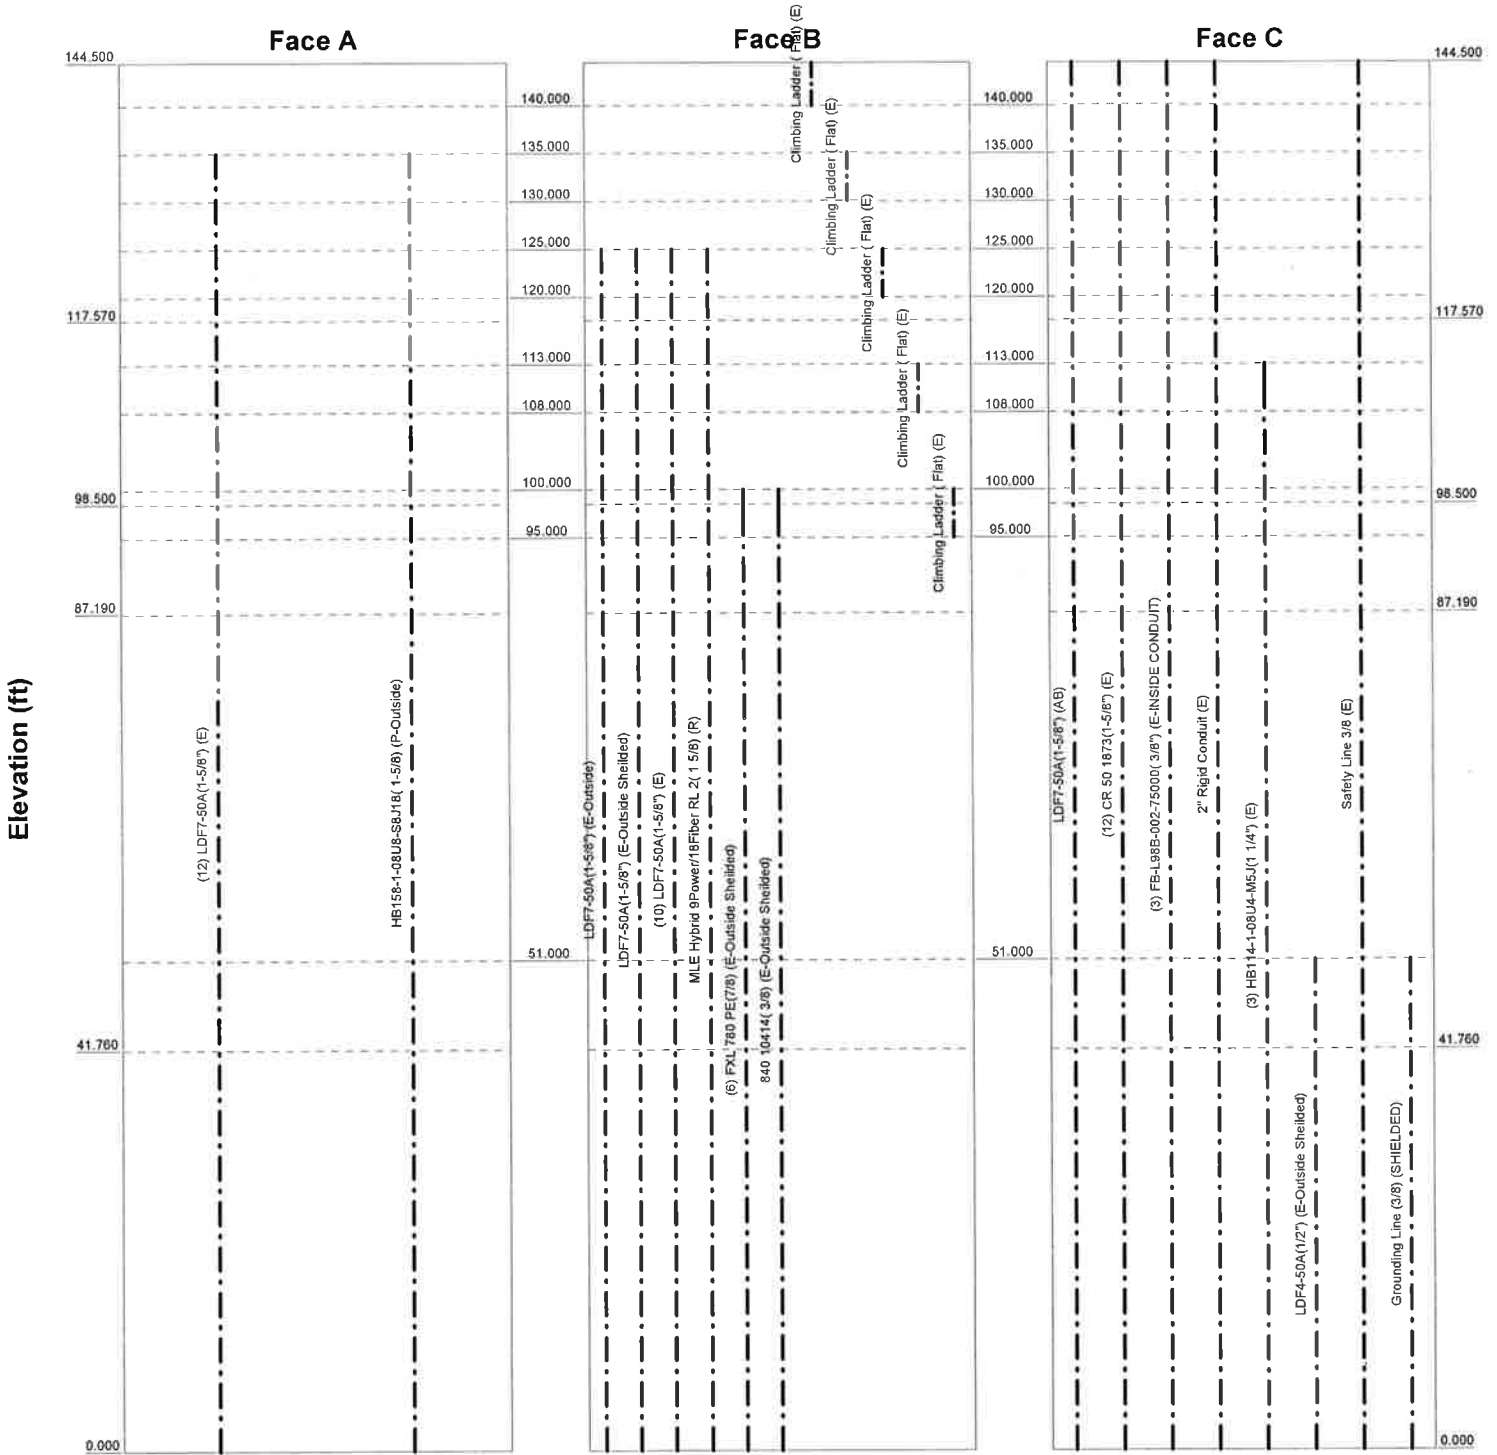 Face A
Face B
Face C
Elevation (ft)
144.500
117.570
98.500
87.190
41.760
0.000
(12) LDF7-50A(1-5/8") (E)
HB158-1-08U8-S8J18( 1-5/8) (P-Outside)
140.000
135.000
130.000
125.000
120.000
113.000
108.000
100.000
95.000
51.000
LDF7-50A(1-5/8") (E-Outside)
LDF7-50A(1-5/8") (E-Outside Sheilded)
(10) LDF7-50A(1-5/8") (E)
MLE Hybrid 9Power/18Fiber RL 2( 1 5/8) (R)
(6) FXL 780 PE(7/8) (E-Outside Sheilded)
840 10414( 3/8) (E-Outside Sheilded)
Climbing Ladder ( Flat) (E)
Climbing Ladder ( Flat) (E)
Climbing Ladder ( Flat) (E)
Climbing Ladder ( Flat) (E)
Climbing Ladder ( Flat) (E)
140.000
135.000
130.000
125.000
120.000
113.000
108.000
100.000
95.000
51.000
LDF7-50A(1-5/8") (AB)
(12) CR 50 1873(1-5/8") (E)
(3) FB-L98B-002-75000( 3/8") (E-INSIDE CONDUIT)
2" Rigid Conduit (E)
(3) HB114-1-08U4-M5J(1 1/4") (E)
LDF4-50A(1/2") (E-Outside Sheilded)
Safety Line 3/8 (E)
Grounding Line (3/8) (SHIELDED)
144.500
117.570
98.500
87.190
41.760
0.000